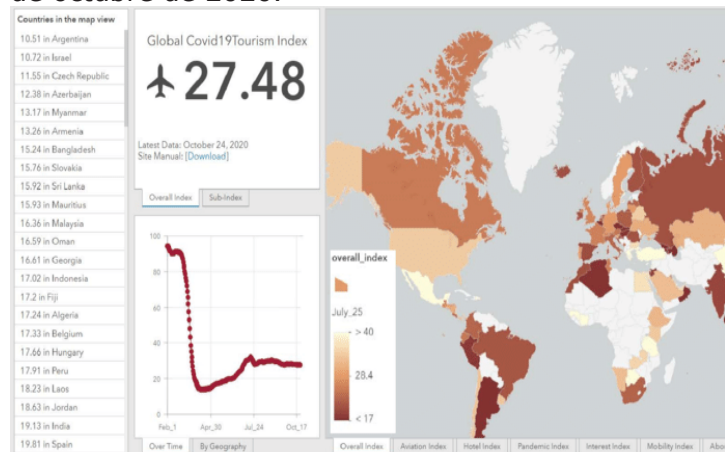 de octubre de 2020.
Countries in the map view
10.51 in Argentina
10.72 in Israel
11.55 in Czech Republic
12.38 in Azerbaijan
13.17 in Myanmar
13.26 in Armenia
15.24 in Bangladesh
15.76 in Slovakia
15.92 in Sri Lanka
15.93 in Mauritius
16.36 in Malaysia
16.59 in Oman
16.61 in Georgia
17.02 in Indonesia
17.2 in Fiji
17.24 in Algeria
17.33 in Belgium
17.66 in Hungary
17.91 in Peru
18.23 in Laos
18.63 in Jordan
19.13 in India
19.81 in Spain
Global Covid19Tourism Index
27.48
Latest Data: October 24, 2020
Site Manual: [Download]
Overall Index Sub-Index
100
80
60
40
20
0
Feb_1 Apr_30 Jul_24 Oct_17
Over Time By Geography
overall_index
July_25
> 40
28.4
< 17
Overall Index Aviation Index Hotel Index Pandemic Index Interest Index Mobility Index